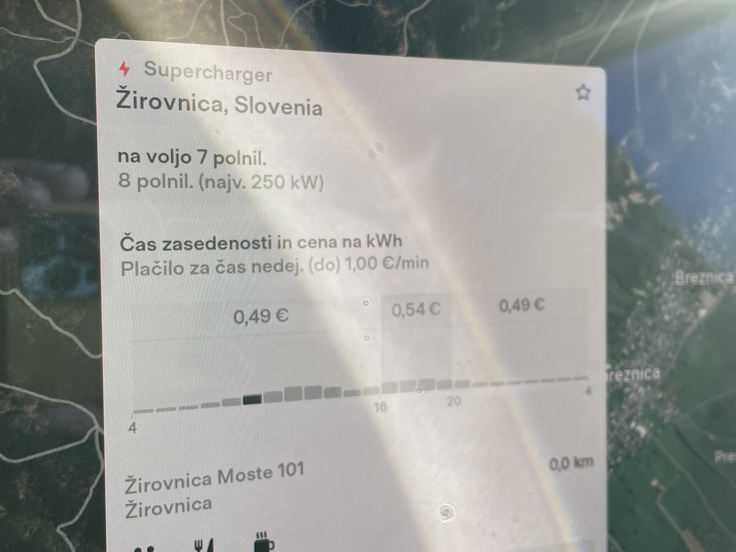 Supercharger
Žirovnica, Slovenia
na voljo 7 polnil.
8 polnil. (najv. 250 kW)
Čas zasedenosti in cena na kWh
Plačilo za čas nedej. (do) 1,00 €/min
0,49 € 0,54 € 0,49 €
4 16 20 4
Žirovnica Moste 101
Žirovnica
0,0 km
Breznica
reznica
Pre